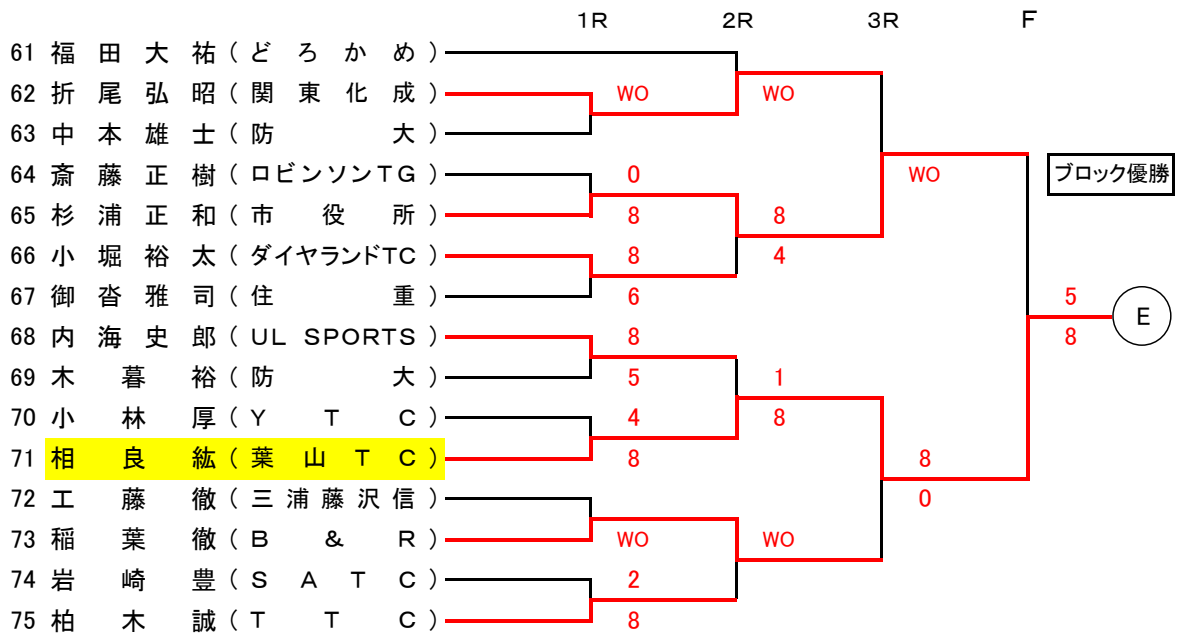 1R 2R 3R F
61 福田大祐(どろかめ)
62 折尾弘昭(関東化成) WO WO
63 中本雄士(防大)
64 斎藤正樹(ロビンソンTG) 0 WO ブロック優勝
65 杉浦正和(市役所) 8 8
66 小堀裕太(ダイヤランドTC) 8 4
67 御沓雅司(住重) 6 5
E
68 内海史郎(UL SPORTS) 8 8
69 木暮裕(防大) 5 1
70 小林厚(YTC) 4 8
71 相良紘(葉山TC) 8 8
72 工藤徹(三浦藤沢信) 0
73 稲葉徹(B&R) WO WO
74 岩崎豊(SATC) 2
75 柏木誠(TTC) 8